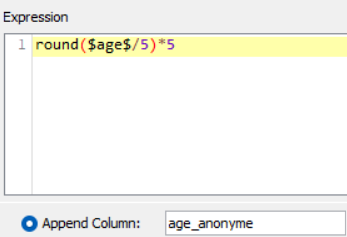 Expression
1 round($age$/5)*5
Append Column: age_anonyme